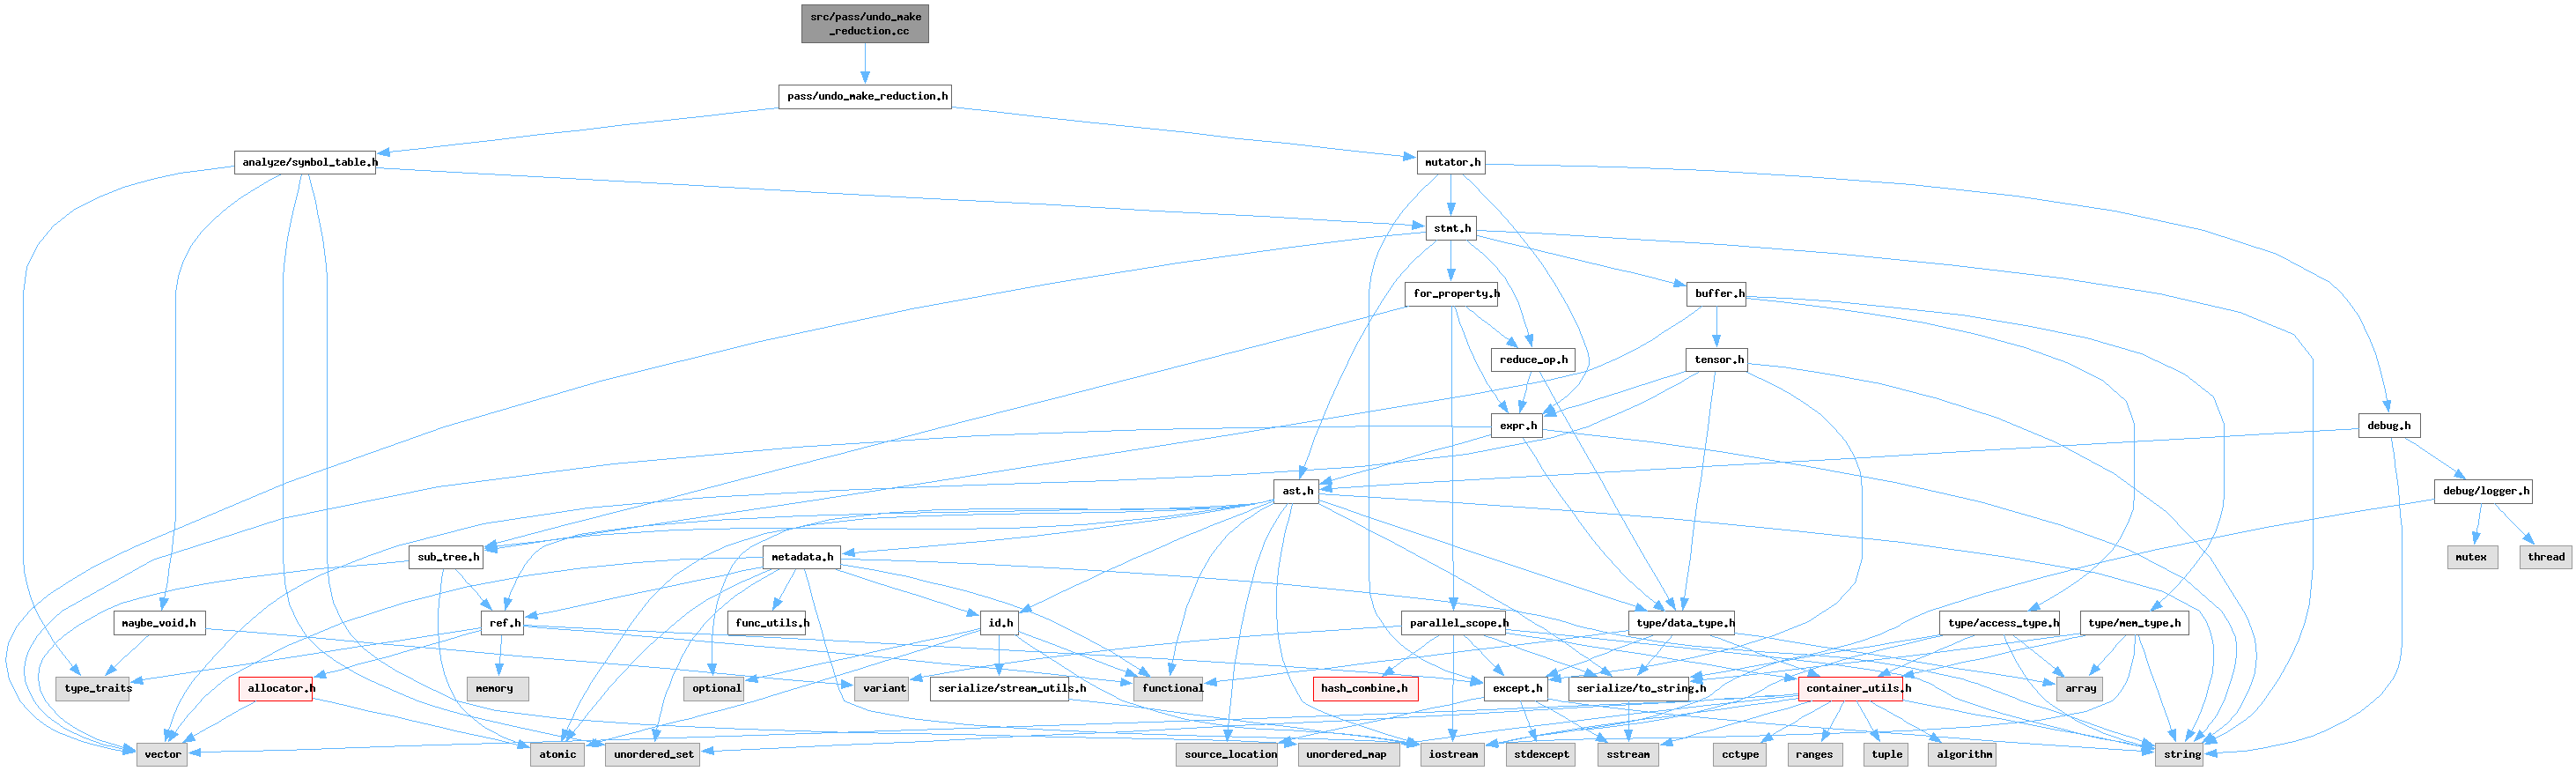 src/pass/undo_make
_reduction.cc
pass/undo_make_reduction.h
analyze/symbol_table.h
mutator.h
stmt.h
for_property.h
buffer.h
reduce_op.h
tensor.h
expr.h
debug.h
ast.h
debug/logger.h
sub_tree.h
metadata.h
mutex
thread
maybe_void.h
ref.h
func_utils.h
id.h
parallel_scope.h
type/data_type.h
type/access_type.h
type/mem_type.h
type_traits
allocator.h
memory
optional
variant
serialize/stream_utils.h
functional
hash_combine.h
except.h
serialize/to_string.h
container_utils.h
array
vector
atomic
unordered_set
source_location
unordered_map
iostream
stdexcept
sstream
cctype
ranges
tuple
algorithm
string